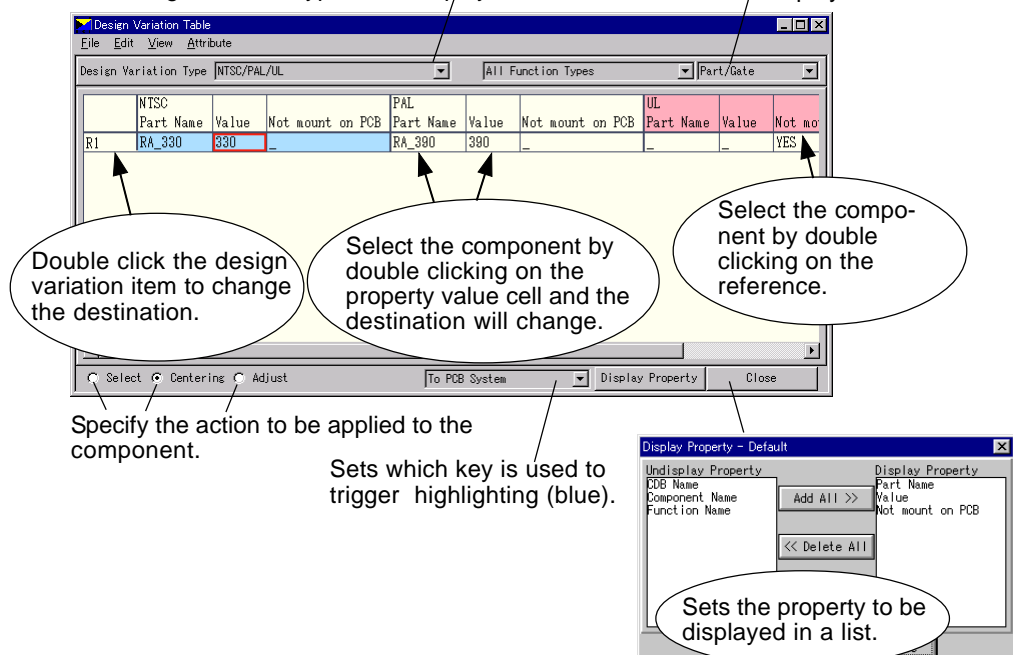 Design Variation Table
File Edit View Attribute
Design Variation Type NTSC/PAL/UL All Function Types Part/Gate
NTSC PAL UL
Part Name Value Not mount on PCB Part Name Value Not mount on PCB Part Name Value Not mo
R1 RA_330 330 _ RA_390 390 _ _ _ YES
Double click the design
variation item to change
the destination.
Select the component by
double clicking on the
property value cell and the
destination will change.
Select the compo-
nent by double
clicking on the
reference.
Select Centering Adjust To PCB System Display Property Close
Specify the action to be applied to the
component.
Sets which key is used to
trigger highlighting (blue).
Display Property - Default
Undisplay Property Display Property
CDB Name Part Name
Component Name Add All >> Value
Function Name Not mount on PCB
<< Delete All
Sets the property to be
displayed in a list.